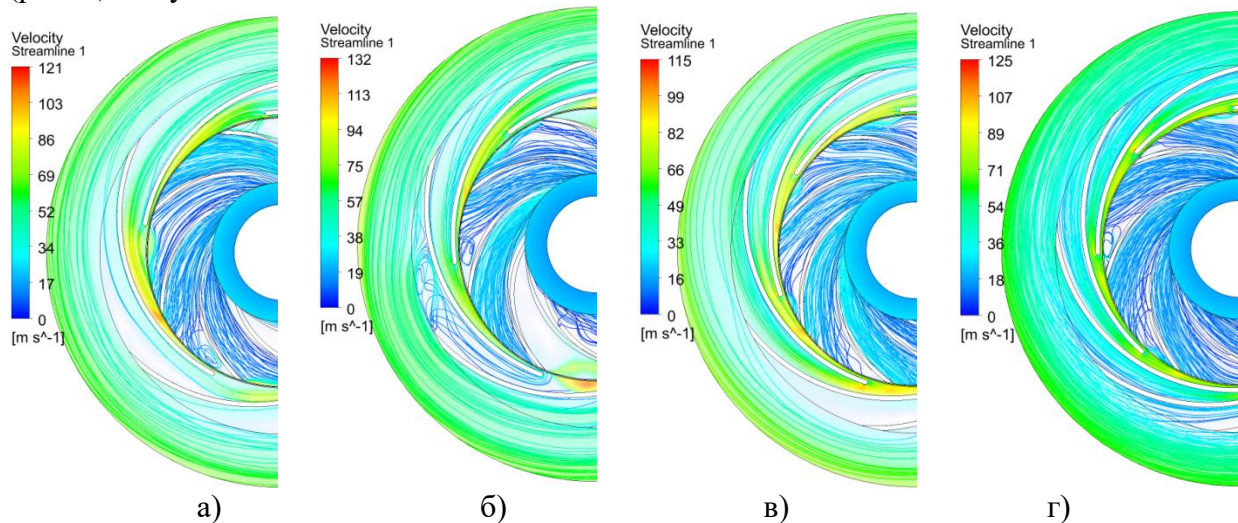 Velocity
Streamline 1
121
103
86
69
52
34
17
0
[m s^-1]
а)
Velocity
Streamline 1
132
113
94
75
57
38
19
0
[m s^-1]
б)
Velocity
Streamline 1
115
99
82
66
49
33
16
0
[m s^-1]
в)
Velocity
Streamline 1
125
107
89
71
54
36
18
0
[m s^-1]
г)